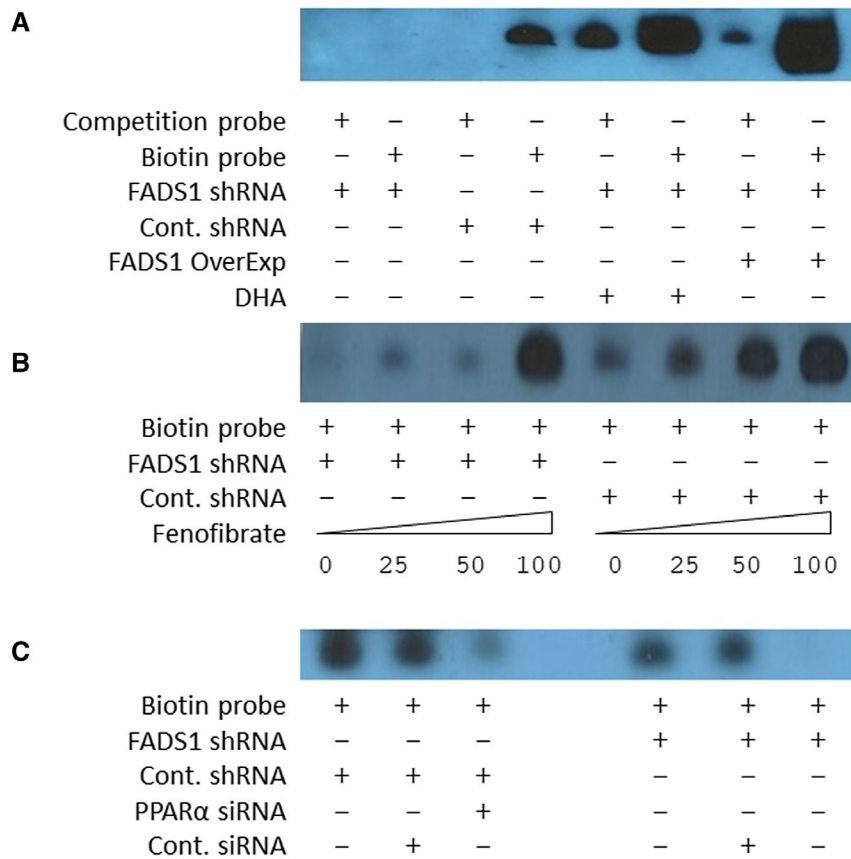 A
Competition probe + – + – + – + –
Biotin probe – + – + – + – +
FADS1 shRNA + + – – + + + +
Cont. shRNA – – + + – – – –
FADS1 OverExp – – – – – – + +
DHA – – – – + + – –
B
Biotin probe + + + + + + + +
FADS1 shRNA + + + + – – – –
Cont. shRNA – – – – + + + +
Fenofibrate
0 25 50 100 0 25 50 100
C
Biotin probe + + + + + +
FADS1 shRNA – – – + + +
Cont. shRNA + + + – – –
PPARα siRNA – – + – – –
Cont. siRNA – + – – + –